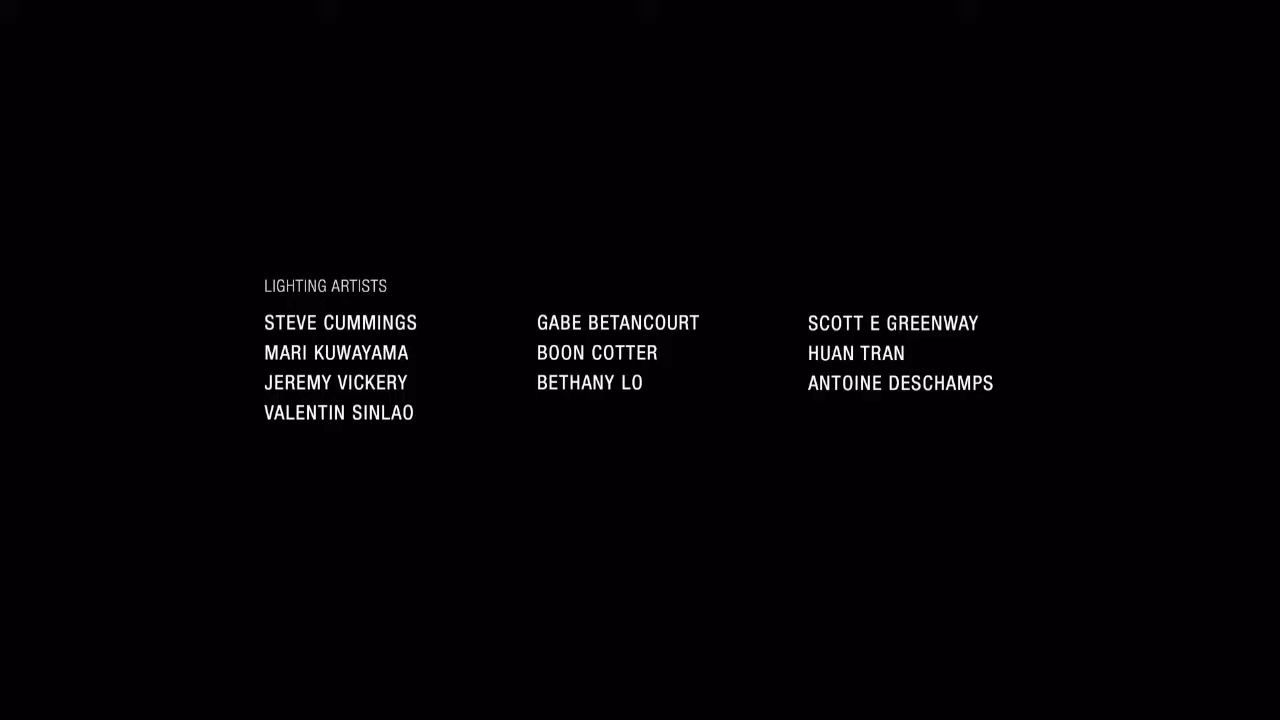 LIGHTING ARTISTS
STEVE CUMMINGS
MARI KUWAYAMA
JEREMY VICKERY
VALENTIN SINLAO
GABE BETANCOURT
BOON COTTER
BETHANY LO
SCOTT E GREENWAY
HUAN TRAN
ANTOINE DESCHAMPS